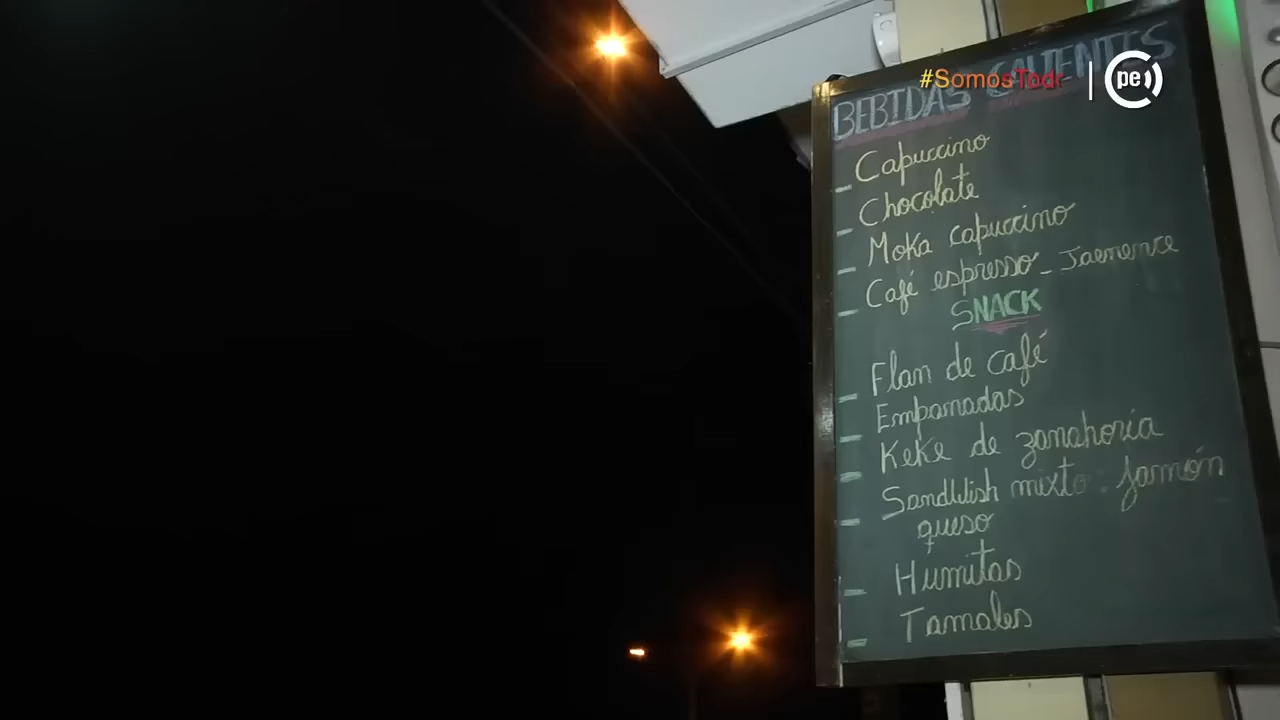 #SomosTod
pe
BEBIDAS CALIENTES
- Capuccino
- Chocolate
- Moka capuccino
- Café espresso - Jaenence
SNACK
- Flan de café
- Empanadas
- Keke de zanahoria
- SandWish mixto: Jamón
queso
- Humitas
- Tamales